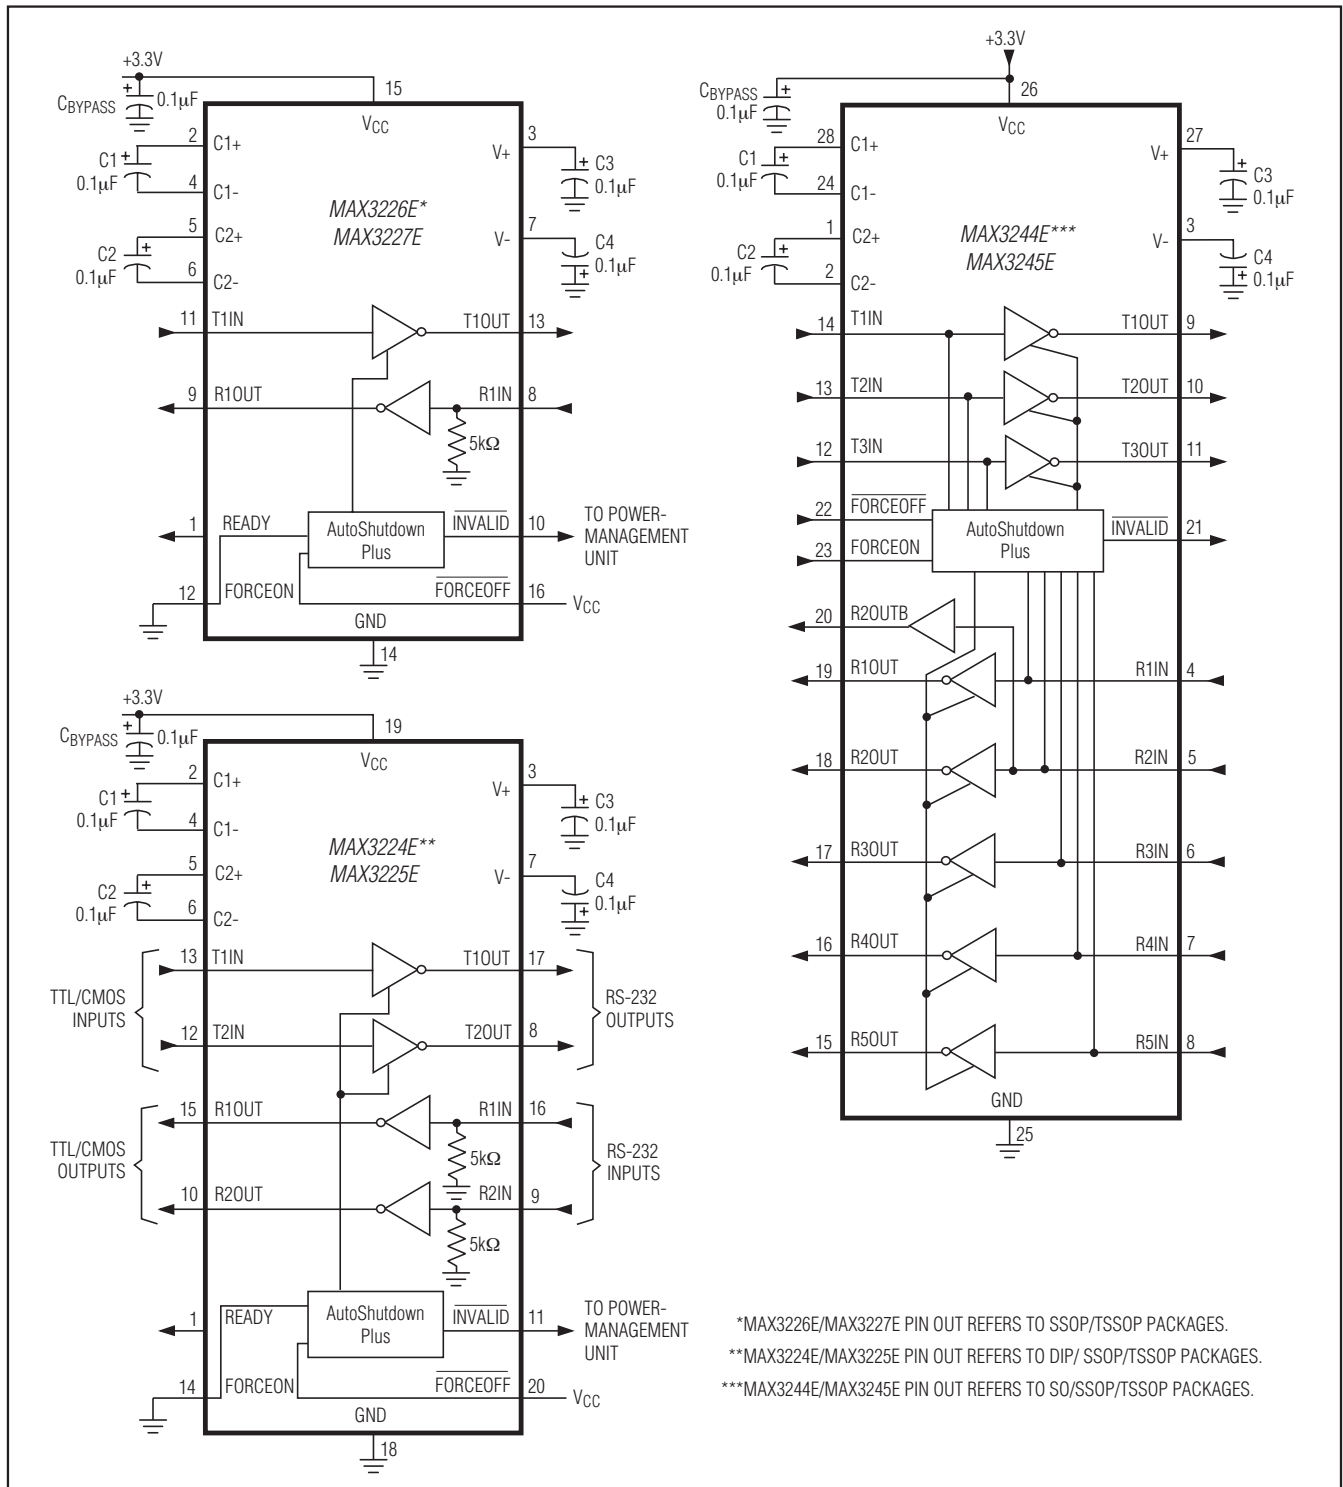 +3.3V
CBYPASS
0.1µF
15
VCC
2
C1+
C1
0.1µF
4
C1-
3
V+
C3
0.1µF
MAX3226E*
MAX3227E
5
C2+
C2
0.1µF
6
C2-
7
V-
C4
0.1µF
11 T1IN
T1OUT 13
9 R1OUT
R1IN 8
5kΩ
1 READY
AutoShutdown
Plus
INVALID 10
TO POWER-
MANAGEMENT
UNIT
12 FORCEON
FORCEOFF 16
VCC
GND
14
+3.3V
CBYPASS
0.1µF
19
VCC
2
C1+
C1
0.1µF
4
C1-
3
V+
C3
0.1µF
MAX3224E**
MAX3225E
5
C2+
C2
0.1µF
6
C2-
7
V-
C4
0.1µF
TTL/CMOS
INPUTS
13 T1IN
T1OUT 17
12 T2IN
T2OUT 8
RS-232
OUTPUTS
TTL/CMOS
OUTPUTS
15 R1OUT
R1IN 16
5kΩ
10 R2OUT
R2IN 9
5kΩ
RS-232
INPUTS
1 READY
AutoShutdown
Plus
INVALID 11
TO POWER-
MANAGEMENT
UNIT
14 FORCEON
FORCEOFF 20
VCC
GND
18
+3.3V
CBYPASS
0.1µF
26
VCC
28
C1+
C1
0.1µF
24
C1-
27
V+
C3
0.1µF
1
C2+
C2
0.1µF
2
C2-
MAX3244E***
MAX3245E
3
V-
C4
0.1µF
14 T1IN
T1OUT 9
13 T2IN
T2OUT 10
12 T3IN
T3OUT 11
22 FORCEOFF
23 FORCEON
AutoShutdown
Plus
INVALID 21
20 R2OUTB
19 R1OUT
R1IN 4
18 R2OUT
R2IN 5
17 R3OUT
R3IN 6
16 R4OUT
R4IN 7
15 R5OUT
R5IN 8
GND
25
*MAX3226E/MAX3227E PIN OUT REFERS TO SSOP/TSSOP PACKAGES.
**MAX3224E/MAX3225E PIN OUT REFERS TO DIP/ SSOP/TSSOP PACKAGES.
***MAX3244E/MAX3245E PIN OUT REFERS TO SO/SSOP/TSSOP PACKAGES.